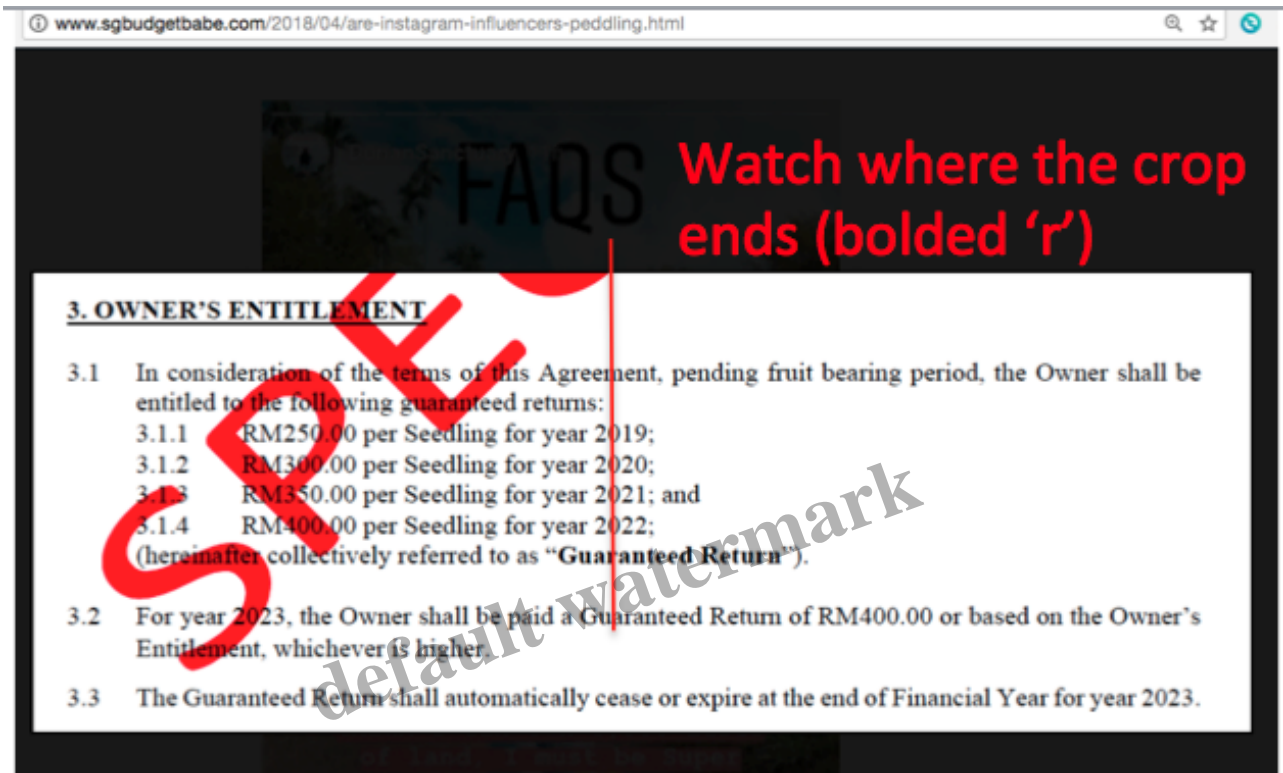 www.sgbudgetbabe.com/2018/04/are-instagram-influencers-peddling.html
FAQS
Watch where the crop
ends (bolded ‘r’)
SPEC
3. OWNER’S ENTITLEMENT
3.1 In consideration of the terms of this Agreement, pending fruit bearing period, the Owner shall be
entitled to the following guaranteed returns:
3.1.1 RM250.00 per Seedling for year 2019;
3.1.2 RM300.00 per Seedling for year 2020;
3.1.3 RM350.00 per Seedling for year 2021; and
3.1.4 RM400.00 per Seedling for year 2022;
(hereinafter collectively referred to as “Guaranteed Return”).
3.2 For year 2023, the Owner shall be paid a Guaranteed Return of RM400.00 or based on the Owner’s
Entitlement, whichever is higher.
3.3 The Guaranteed Return shall automatically cease or expire at the end of Financial Year for year 2023.
default watermark
of land, I must be super